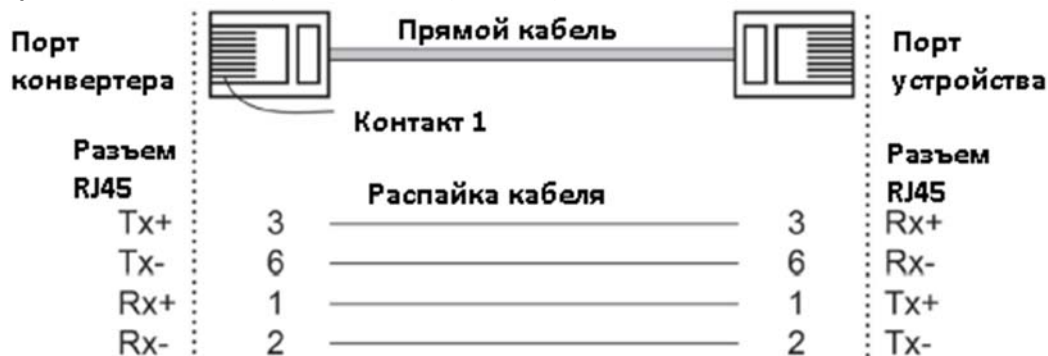 Порт конвертера
Прямой кабель
Порт устройства
Контакт 1
Разъем RJ45
Распайка кабеля
Разъем RJ45
Tx+ 3 3 Rx+
Tx- 6 6 Rx-
Rx+ 1 1 Tx+
Rx- 2 2 Tx-